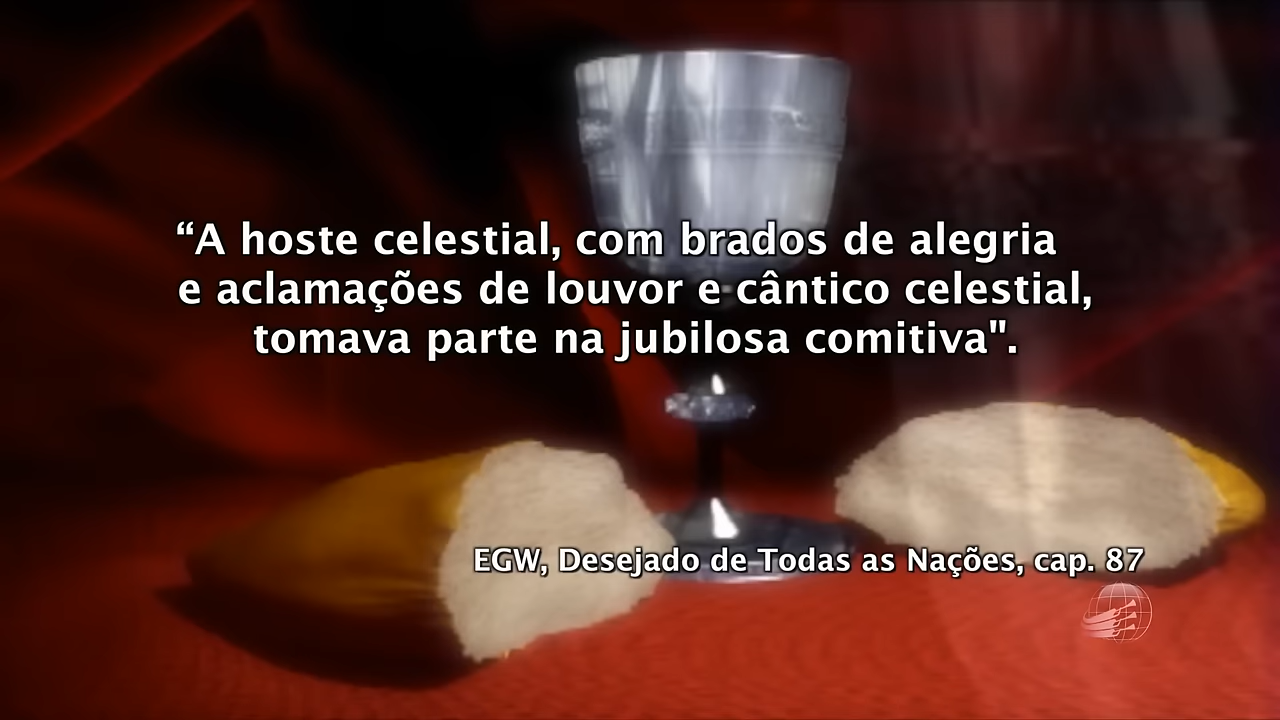 “A hoste celestial, com brados de alegria
e aclamações de louvor e cântico celestial,
tomava parte na jubilosa comitiva".
EGW, Desejado de Todas as Nações, cap. 87